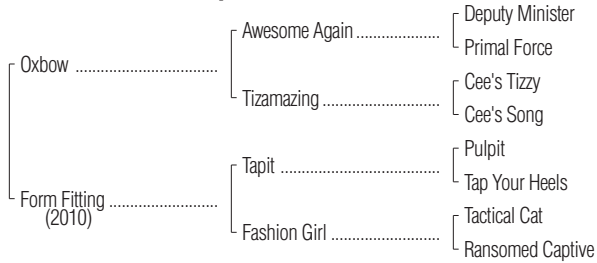 Deputy Minister
Awesome Again ..................
Primal Force
Oxbow ...............................
Cee's Tizzy
Tizamazing .........................
Cee's Song
Pulpit
Tapit ..................................
Tap Your Heels
Form Fitting .......................
(2010)
Tactical Cat
Fashion Girl .......................
Ransomed Captive